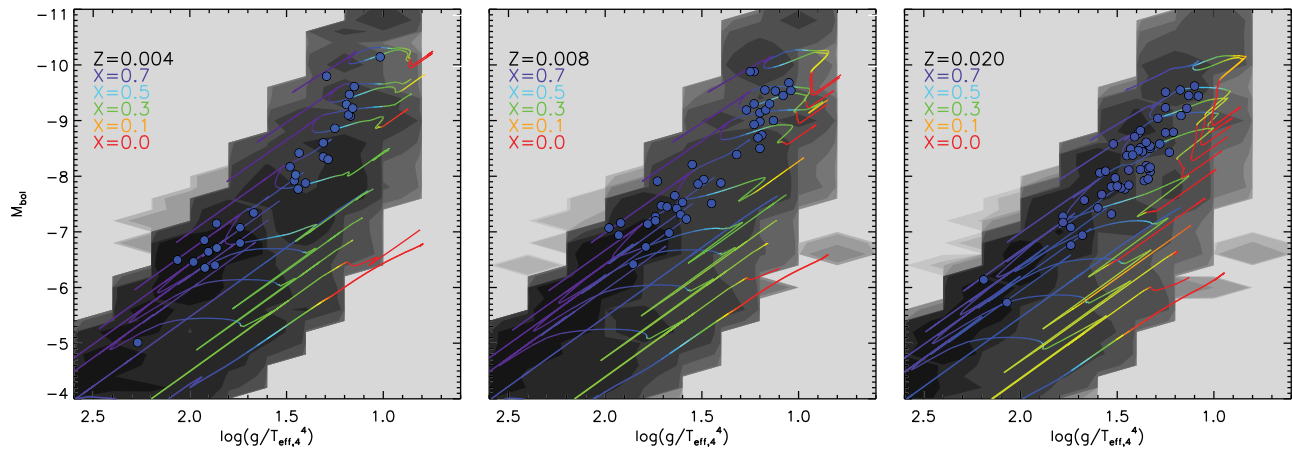 -11
-10
-9
-8
-7
-6
-5
-4
M_bol
Z=0.004
X=0.7
X=0.5
X=0.3
X=0.1
X=0.0
2.5 2.0 1.5 1.0
log(g/T_eff,4^4)
Z=0.008
X=0.7
X=0.5
X=0.3
X=0.1
X=0.0
2.5 2.0 1.5 1.0
log(g/T_eff,4^4)
Z=0.020
X=0.7
X=0.5
X=0.3
X=0.1
X=0.0
2.5 2.0 1.5 1.0
log(g/T_eff,4^4)